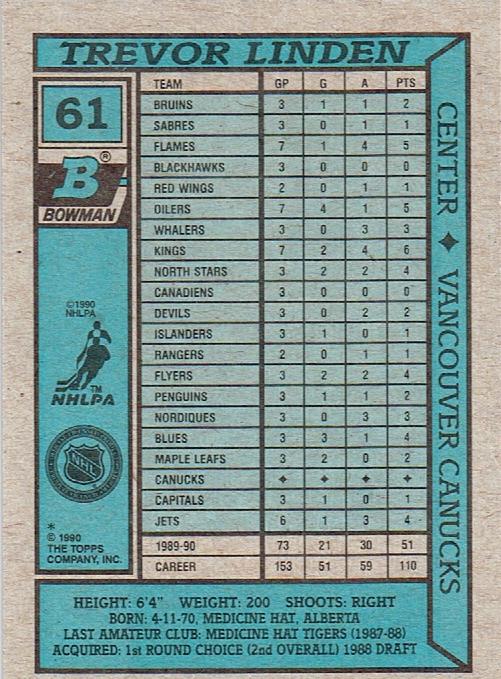 TREVOR LINDEN
61
B®
BOWMAN
©1990
NHLPA
TM
NHLPA
NHL
*
© 1990
THE TOPPS
COMPANY, INC.
TEAM GP G A PTS
BRUINS 3 1 1 2
SABRES 3 0 1 1
FLAMES 7 1 4 5
BLACKHAWKS 3 0 0 0
RED WINGS 2 0 1 1
OILERS 7 4 1 5
WHALERS 3 0 3 3
KINGS 7 2 4 6
NORTH STARS 3 2 2 4
CANADIENS 3 0 0 0
DEVILS 3 0 2 2
ISLANDERS 3 1 0 1
RANGERS 2 0 1 1
FLYERS 3 2 2 4
PENGUINS 3 1 1 2
NORDIQUES 3 0 3 3
BLUES 3 3 1 4
MAPLE LEAFS 3 2 0 2
CANUCKS ✦ ✦ ✦ ✦
CAPITALS 3 1 0 1
JETS 6 1 3 4
1989-90 73 21 30 51
CAREER 153 51 59 110
CENTER ✦ VANCOUVER CANUCKS
HEIGHT: 6'4" WEIGHT: 200 SHOOTS: RIGHT
BORN: 4-11-70, MEDICINE HAT, ALBERTA
LAST AMATEUR CLUB: MEDICINE HAT TIGERS (1987-88)
ACQUIRED: 1st ROUND CHOICE (2nd OVERALL) 1988 DRAFT